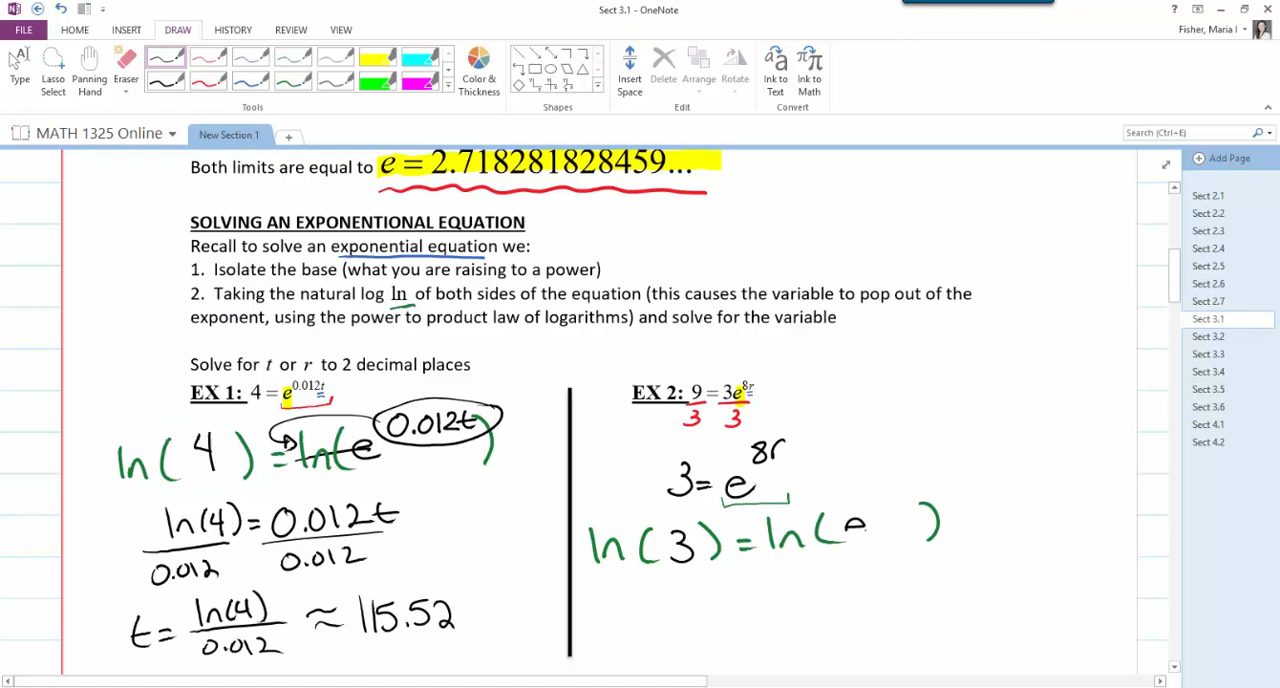 Sect 3.1 - OneNote
FILE HOME INSERT DRAW HISTORY REVIEW VIEW
Fisher, Maria I
Type
Lasso Select
Panning Hand
Eraser
Color & Thickness
Insert Space
Delete
Arrange
Rotate
Ink to Text
Ink to Math
Tools
Shapes
Edit
Convert
MATH 1325 Online
New Section 1
Search (Ctrl+E)
Add Page
Sect 2.1
Sect 2.2
Sect 2.3
Sect 2.4
Sect 2.5
Sect 2.6
Sect 2.7
Sect 3.1
Sect 3.2
Sect 3.3
Sect 3.4
Sect 3.5
Sect 3.6
Sect 4.1
Sect 4.2
Both limits are equal to e = 2.718281828459...
SOLVING AN EXPONENTIONAL EQUATION
Recall to solve an exponential equation we:
1. Isolate the base (what you are raising to a power)
2. Taking the natural log ln of both sides of the equation (this causes the variable to pop out of the
exponent, using the power to product law of logarithms) and solve for the variable
Solve for t or r to 2 decimal places
EX 1: 4 = e^0.012t
ln(4) = ln(e^0.012t)
ln(4) = 0.012t
0.012 0.012
t = ln(4)/0.012 ≈ 115.52
EX 2: 9 = 3e^8r
3 3
3 = e^8r
ln(3) = ln(e )